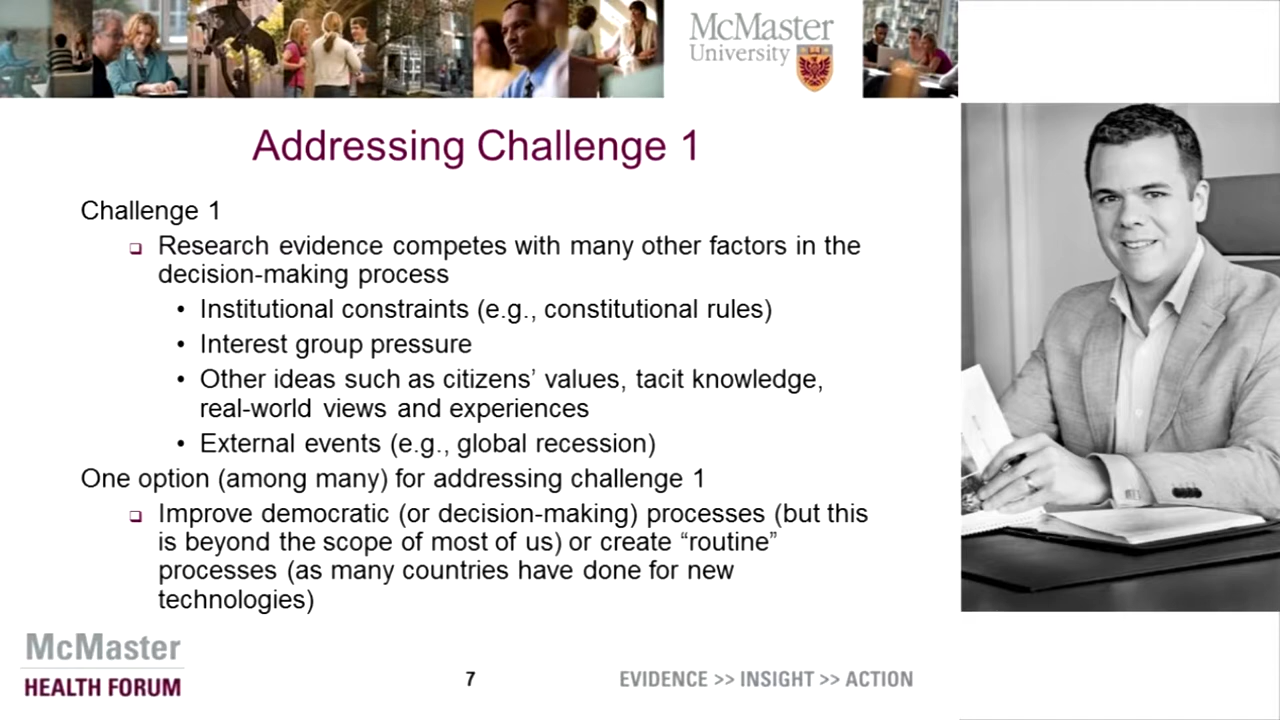 McMaster
University
Addressing Challenge 1
Challenge 1
❑ Research evidence competes with many other factors in the
decision-making process
• Institutional constraints (e.g., constitutional rules)
• Interest group pressure
• Other ideas such as citizens’ values, tacit knowledge,
real-world views and experiences
• External events (e.g., global recession)
One option (among many) for addressing challenge 1
❑ Improve democratic (or decision-making) processes (but this
is beyond the scope of most of us) or create “routine”
processes (as many countries have done for new
technologies)
McMaster
HEALTH FORUM
7
EVIDENCE >> INSIGHT >> ACTION